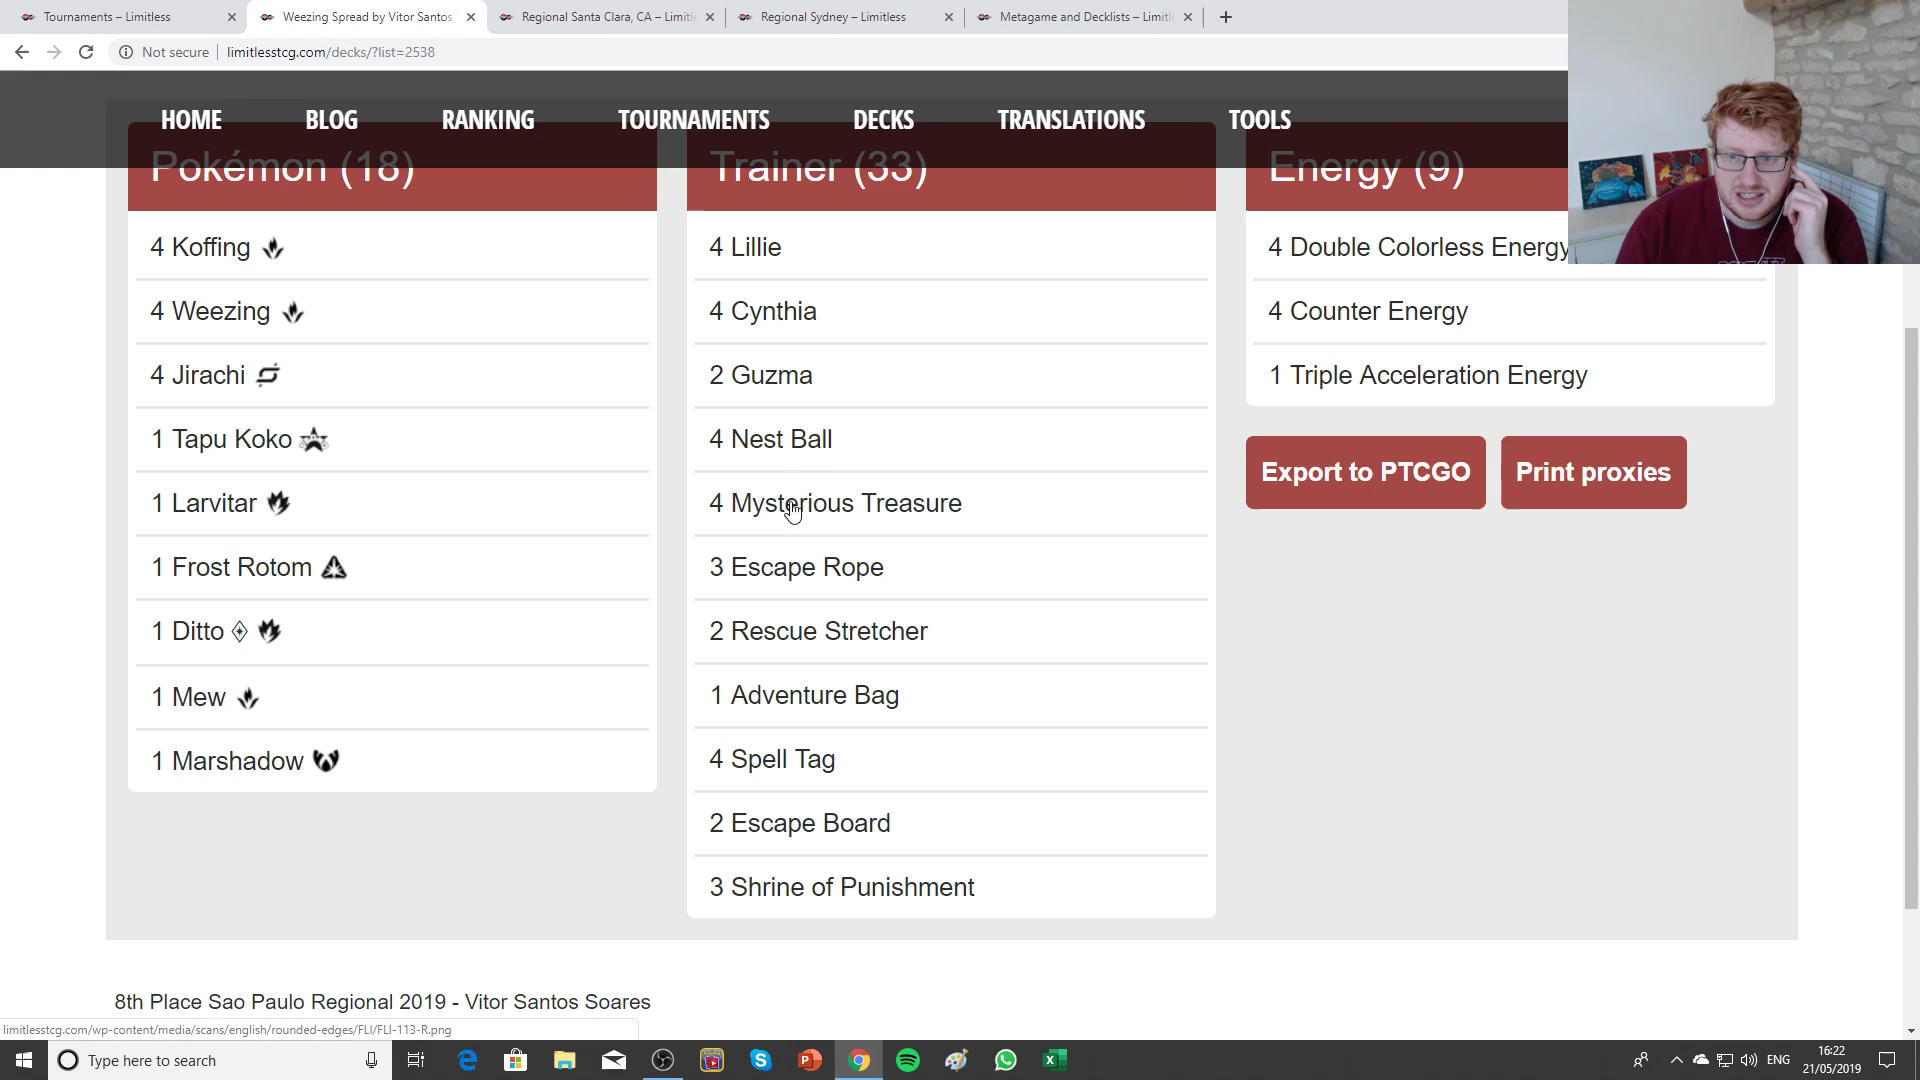 Tournaments – Limitless
Weezing Spread by Vitor Santos
Regional Santa Clara, CA – Limitl
Regional Sydney – Limitless
Metagame and Decklists – Limitl
Not secure
limitlesstcg.com/decks/?list=2538
HOME
BLOG
RANKING
TOURNAMENTS
DECKS
TRANSLATIONS
TOOLS
Pokémon (18)
4 Koffing
4 Weezing
4 Jirachi
1 Tapu Koko
1 Larvitar
1 Frost Rotom
1 Ditto
1 Mew
1 Marshadow
Trainer (33)
4 Lillie
4 Cynthia
2 Guzma
4 Nest Ball
4 Mysterious Treasure
3 Escape Rope
2 Rescue Stretcher
1 Adventure Bag
4 Spell Tag
2 Escape Board
3 Shrine of Punishment
Energy (9)
4 Double Colorless Energy
4 Counter Energy
1 Triple Acceleration Energy
Export to PTCGO
Print proxies
8th Place Sao Paulo Regional 2019 - Vitor Santos Soares
limitlesstcg.com/wp-content/media/scans/english/rounded-edges/FLI/FLI-113-R.png
Type here to search
ENG
16:22
21/05/2019